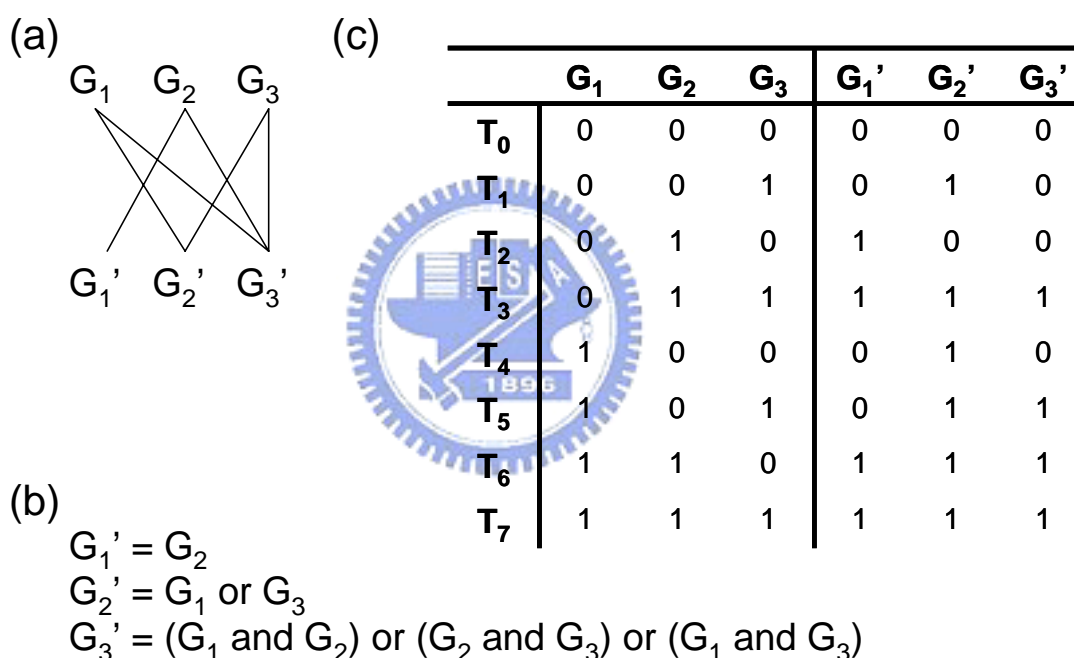 (a)
G₁ G₂ G₃
G₁’ G₂’ G₃’
(b)
G₁’ = G₂
G₂’ = G₁ or G₃
G₃’ = (G₁ and G₂) or (G₂ and G₃) or (G₁ and G₃)
(c)
G₁ G₂ G₃ G₁’ G₂’ G₃’
T₀ 0 0 0 0 0 0
T₁ 0 0 1 0 1 0
T₂ 0 1 0 1 0 0
T₃ 0 1 1 1 1 1
T₄ 1 0 0 0 1 0
T₅ 1 0 1 0 1 1
T₆ 1 1 0 1 1 1
T₇ 1 1 1 1 1 1
E S A
1896